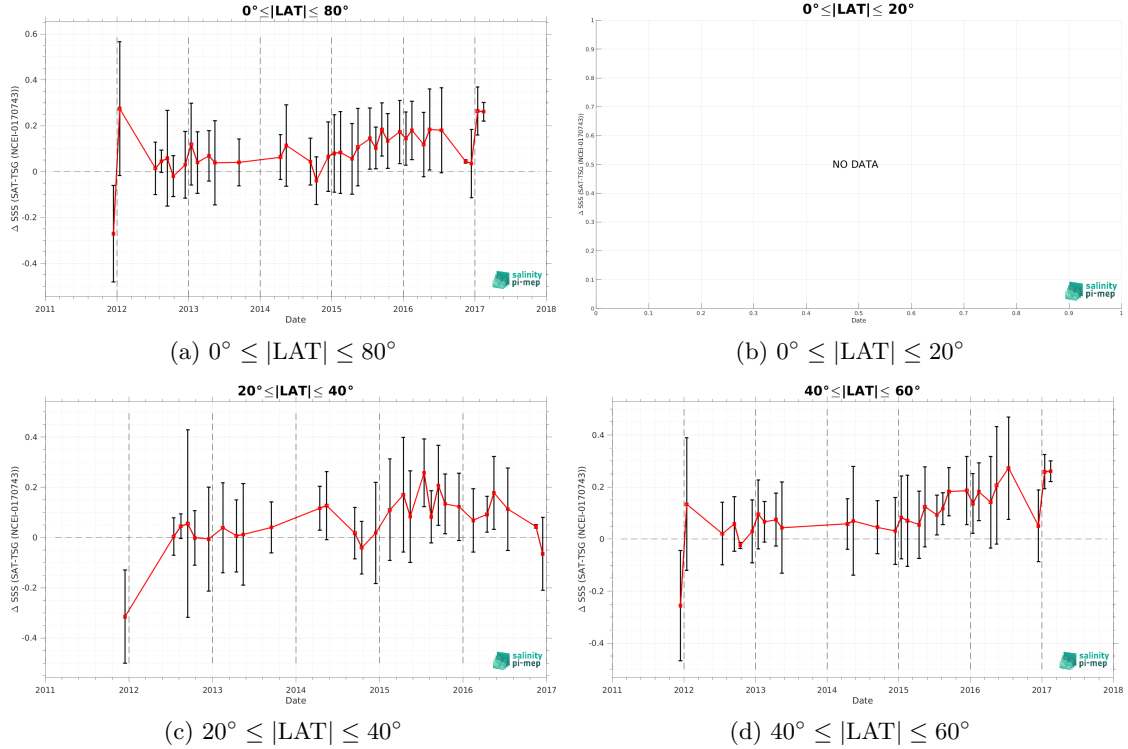 0°≤|LAT|≤ 80°
Δ SSS (SAT-TSG (NCEI-0170743))
0.6
0.4
0.2
0
-0.2
-0.4
salinity
pi-mep
2011 2012 2013 2014 2015 2016 2017 2018
Date
(a) 0° ≤ |LAT| ≤ 80°
0°≤|LAT|≤ 20°
Δ SSS (SAT-TSG (NCEI-0170743))
1
0.9
0.8
0.7
0.6
0.5
0.4
0.3
0.2
0.1
0
NO DATA
salinity
pi-mep
0 0.1 0.2 0.3 0.4 0.5 0.6 0.7 0.8 0.9 1
Date
(b) 0° ≤ |LAT| ≤ 20°
20°≤|LAT|≤ 40°
Δ SSS (SAT-TSG (NCEI-0170743))
0.4
0.2
0
-0.2
-0.4
salinity
pi-mep
2011 2012 2013 2014 2015 2016 2017
Date
(c) 20° ≤ |LAT| ≤ 40°
40°≤|LAT|≤ 60°
Δ SSS (SAT-TSG (NCEI-0170743))
0.4
0.2
0
-0.2
-0.4
salinity
pi-mep
2011 2012 2013 2014 2015 2016 2017 2018
Date
(d) 40° ≤ |LAT| ≤ 60°